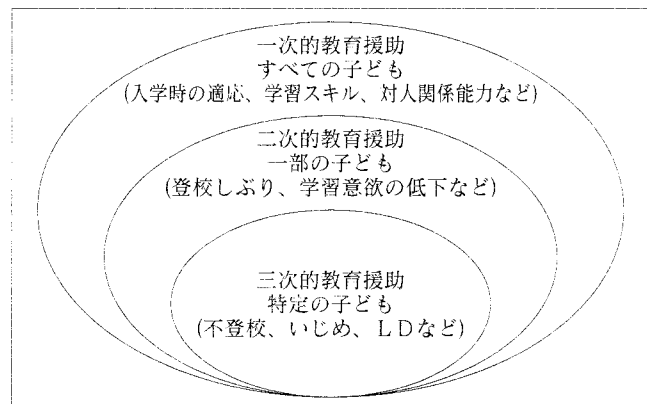 一次的教育援助
すべての子ども
(入学時の適応、学習スキル、対人関係能力など)
二次的教育援助
一部の子ども
(登校しぶり、学習意欲の低下など)
三次的教育援助
特定の子ども
(不登校、いじめ、ＬＤなど)